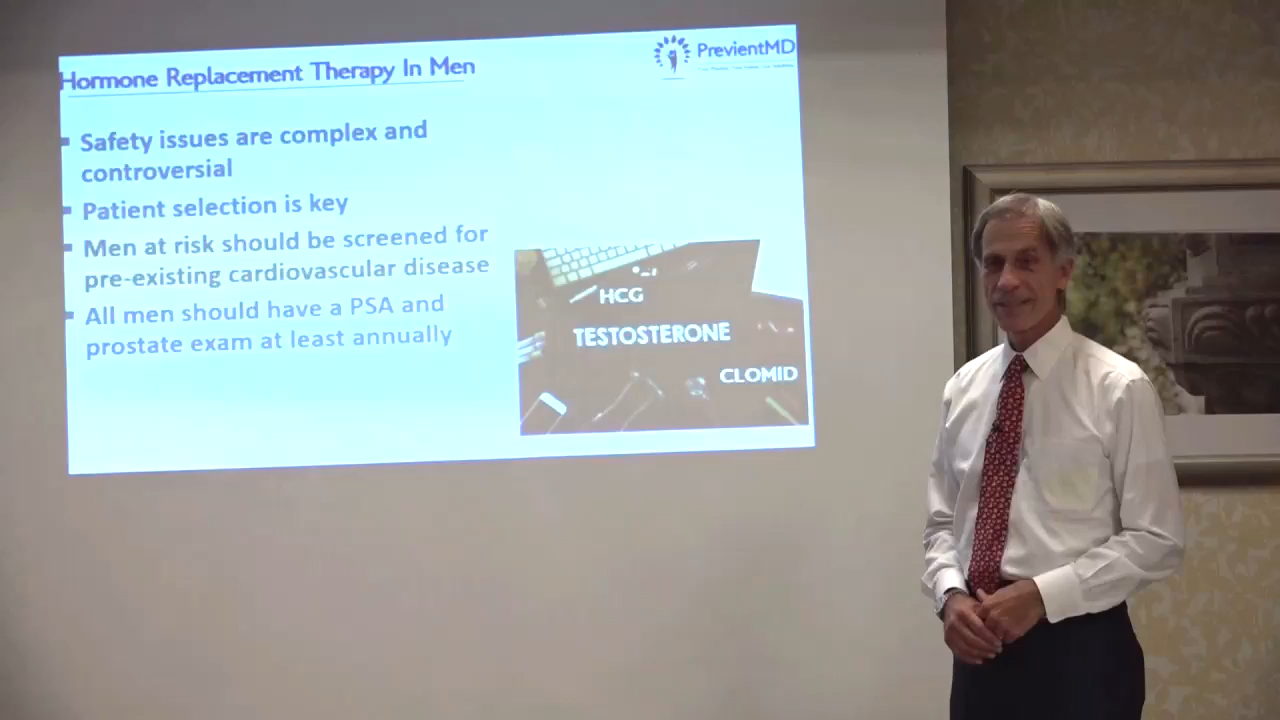 Hormone Replacement Therapy In Men
PrevientMD
Safety issues are complex and
controversial
Patient selection is key
Men at risk should be screened for
pre-existing cardiovascular disease
All men should have a PSA and
prostate exam at least annually
HCG
TESTOSTERONE
CLOMID